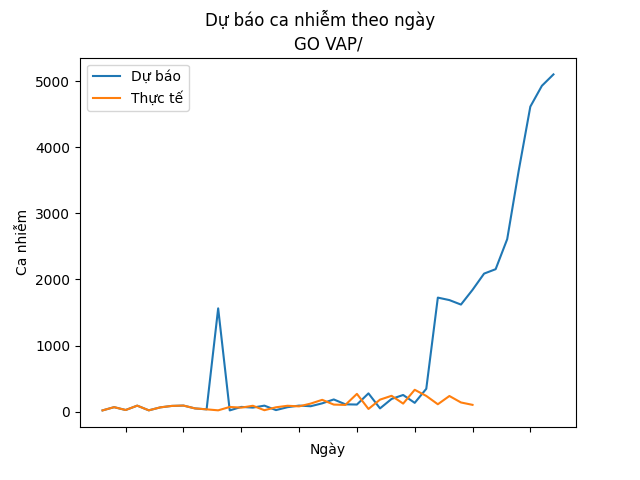 Dự báo ca nhiễm theo ngày
GO VAP/
Dự báo
Thực tế
5000
4000
3000
2000
1000
0
Ca nhiễm
Ngày